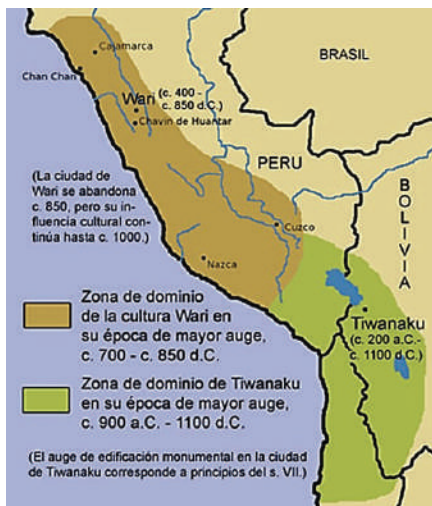 Cajamarca
BRASIL
Chan Chan
Wari (c. 400 -
c. 850 d.C.)
Chavin de Huantar
(La ciudad de
Wari se abandona
c. 850, pero su in-
fluencia cultural con-
tinúa hasta c. 1000.)
PERU
BOLIVIA
Cuzco
Nazca
Zona de dominio
de la cultura Wari en
su época de mayor auge,
c. 700 - c. 850 d.C.
Tiwanaku
(c. 200 a.C.-
c. 1100 d.C.)
Zona de dominio de Tiwanaku
en su época de mayor auge,
c. 900 a.C. - 1100 d.C.
(El auge de edificación monumental en la ciudad
de Tiwanaku corresponde a principios del s. VII.)